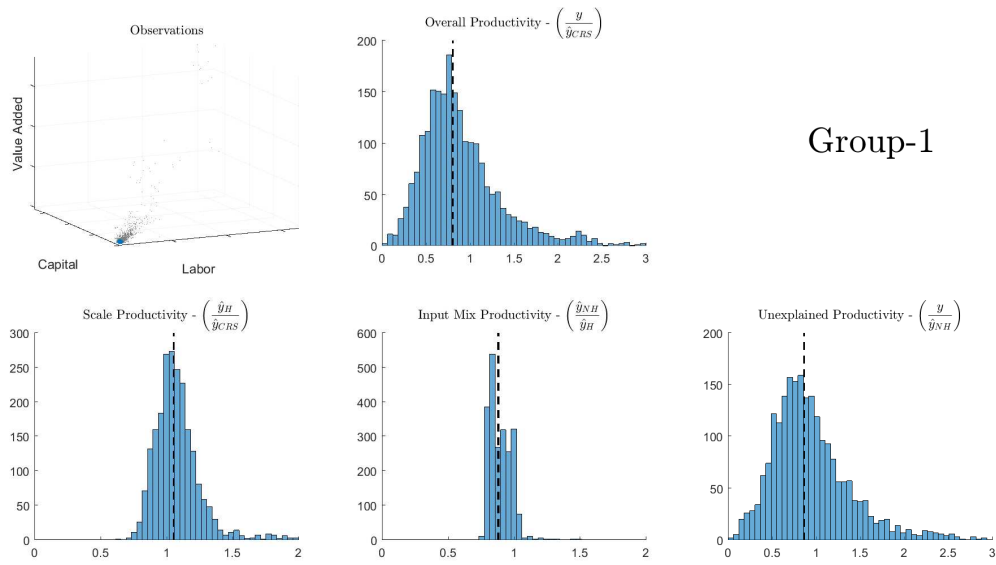 Observations
Value Added
Capital
Labor
Overall Productivity - (y/ŷ_CRS)
200
150
100
50
0
0 0.5 1 1.5 2 2.5 3
Group-1
Scale Productivity - (ŷ_H/ŷ_CRS)
300
250
200
150
100
50
0
0 0.5 1 1.5 2
Input Mix Productivity - (ŷ_NH/ŷ_H)
600
500
400
300
200
100
0
0 0.5 1 1.5 2
Unexplained Productivity - (y/ŷ_NH)
200
150
100
50
0
0 0.5 1 1.5 2 2.5 3